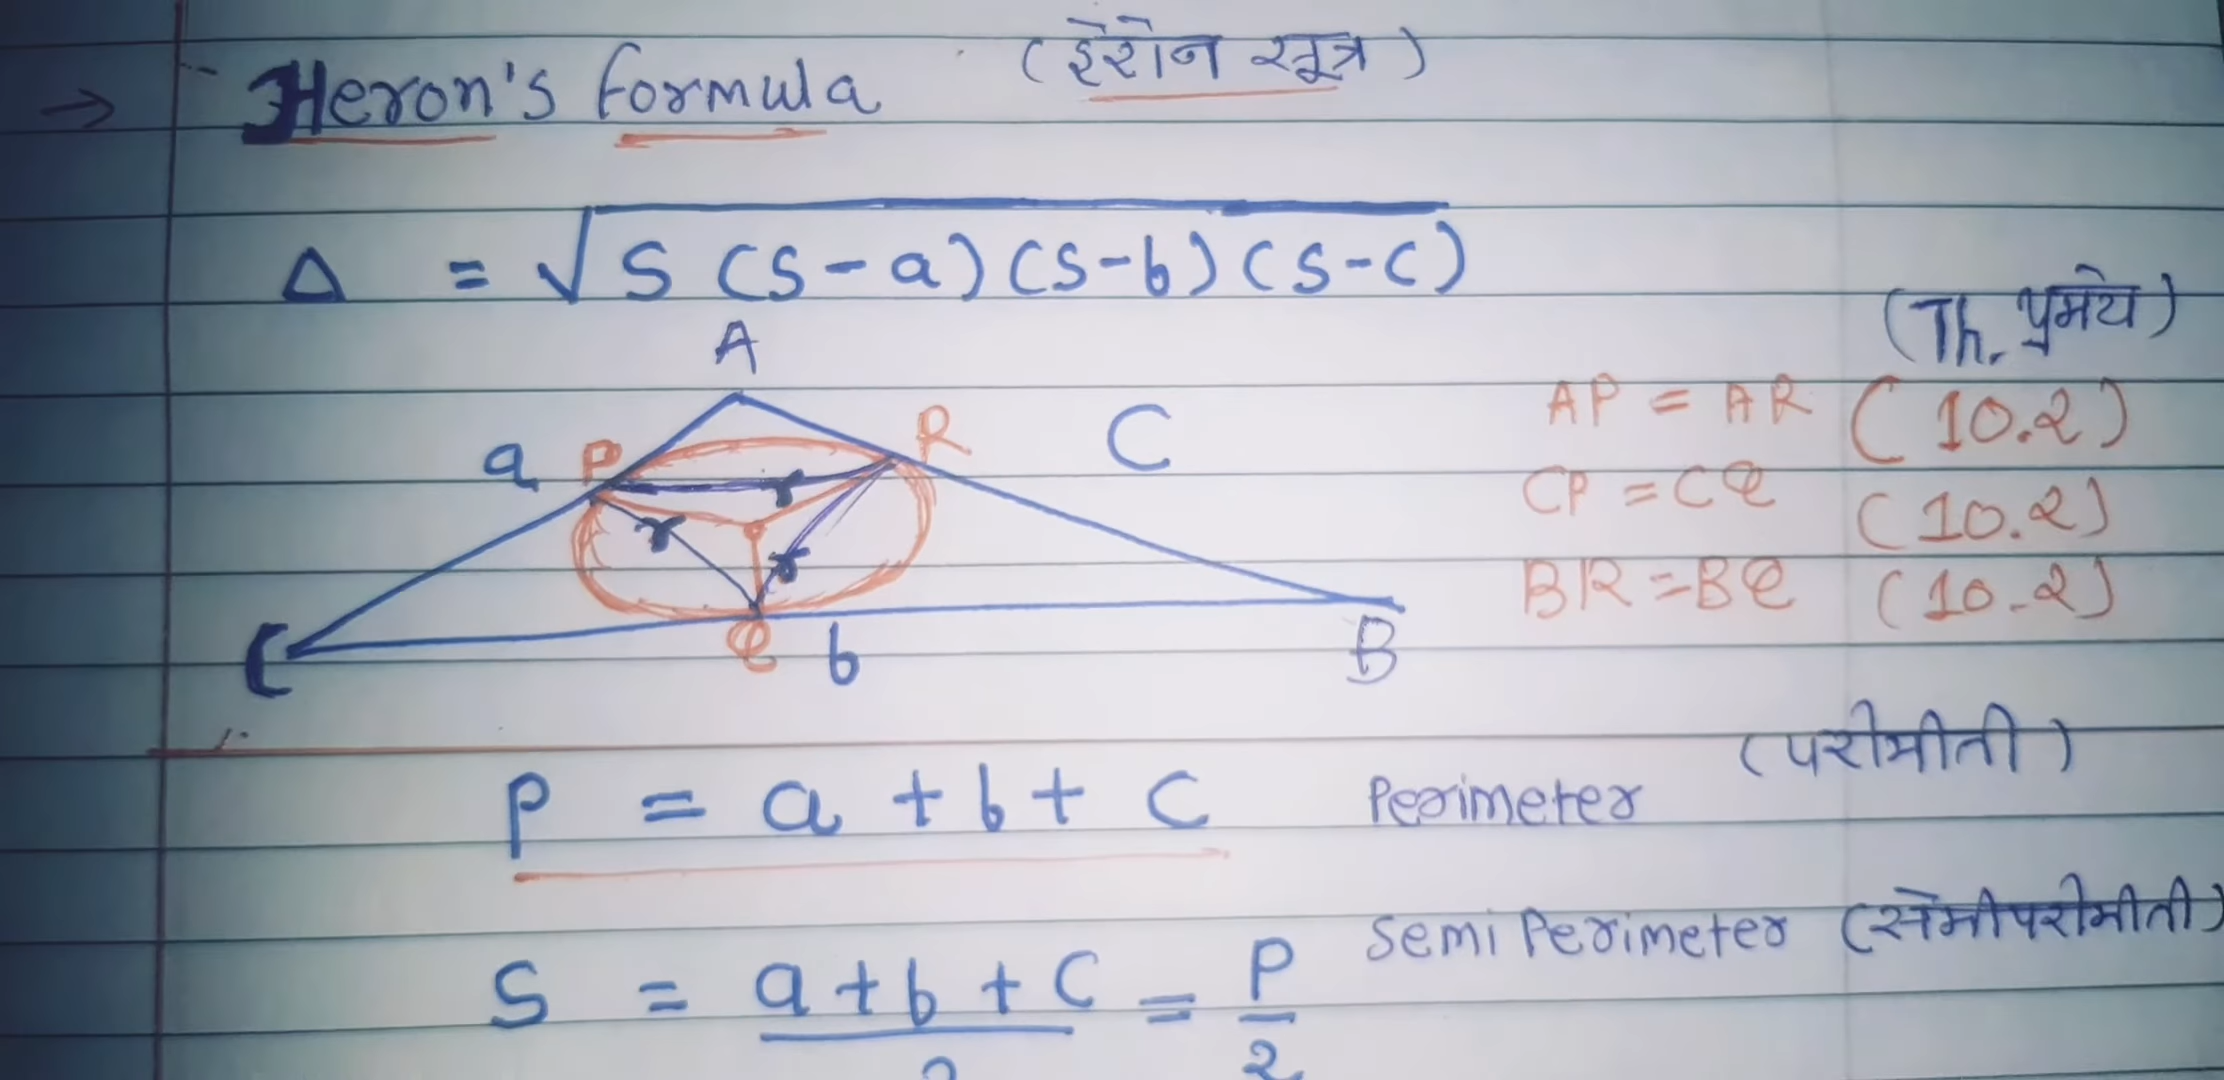 → Heron's formula (हेरोन सूत्र)
Δ = √S (S-a) (S-b) (S-c)
(Th. प्रमेय)
A
AP = AR (10.2)
a P R C
CP = CQ (10.2)
r
r r
BR = BQ (10.2)
C Q b B
P = a + b + C Perimeter (परीमीती)
S = a + b + C / 2 = P / 2 Semi Perimeter (सेमीपरीमीती)